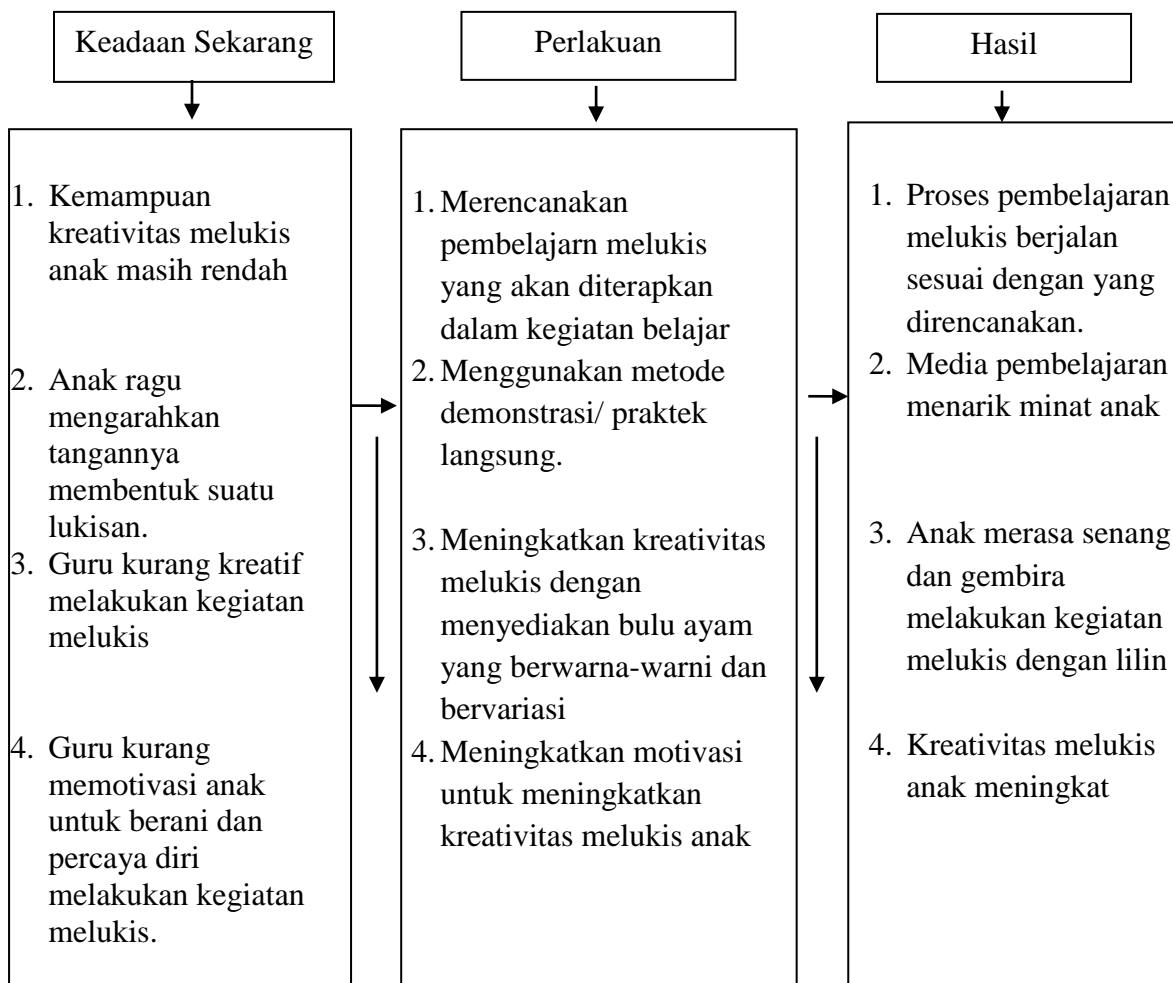 Keadaan Sekarang
Perlakuan
Hasil
1. Kemampuan
kreativitas melukis
anak masih rendah
2. Anak ragu
mengarahkan
tangannya
membentuk suatu
lukisan.
3. Guru kurang kreatif
melakukan kegiatan
melukis
4. Guru kurang
memotivasi anak
untuk berani dan
percaya diri
melakukan kegiatan
melukis.
1. Merencanakan
pembelajarn melukis
yang akan diterapkan
dalam kegiatan belajar
2. Menggunakan metode
demonstrasi/ praktek
langsung.
3. Meningkatkan kreativitas
melukis dengan
menyediakan bulu ayam
yang berwarna-warni dan
bervariasi
4. Meningkatkan motivasi
untuk meningkatkan
kreativitas melukis anak
1. Proses pembelajaran
melukis berjalan
sesuai dengan yang
direncanakan.
2. Media pembelajaran
menarik minat anak
3. Anak merasa senang
dan gembira
melakukan kegiatan
melukis dengan lilin
4. Kreativitas melukis
anak meningkat